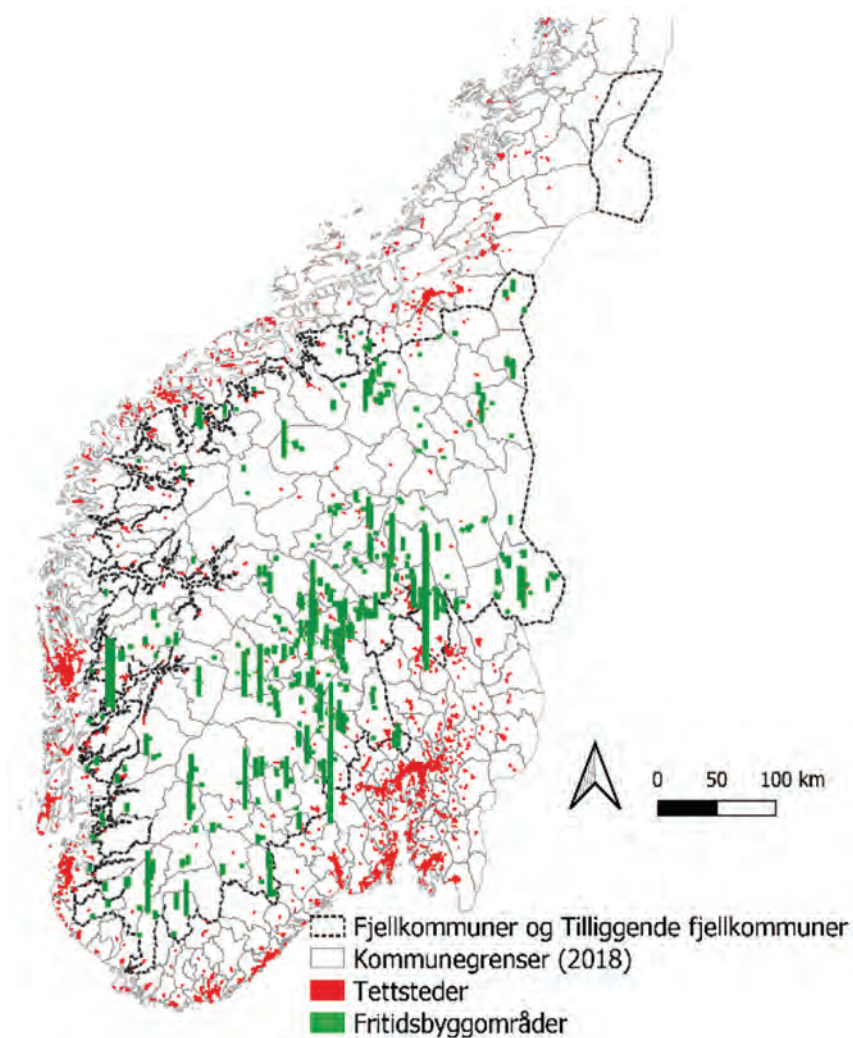 0 50 100 km
Fjellkommuner og Tilliggende fjellkommuner
Kommunegrenser (2018)
Tettsteder
Fritidsbyggområder